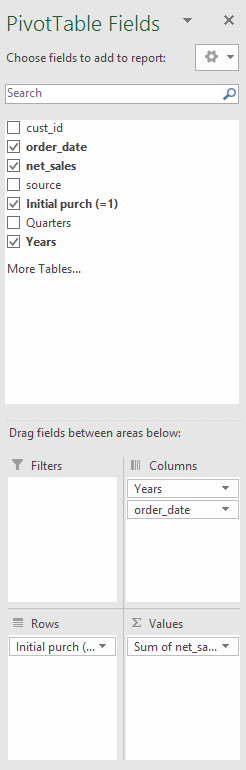 PivotTable Fields
Choose fields to add to report:
Search
cust_id
order_date
net_sales
source
Initial purch (=1)
Quarters
Years
More Tables...
Drag fields between areas below:
Filters
Columns
Years
order_date
Rows
Σ Values
Initial purch (...
Sum of net_sa...